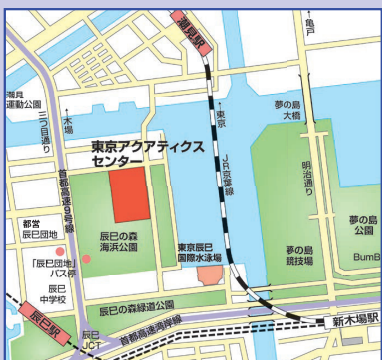 潮見駅
↑亀戸
潮見
運動公園
三つ目通り
←木場
↑東京
夢の島
大橋
東京アクアティクス
センター
首都高速9号線
JR京葉線
明治通り
都営
辰巳団地
辰巳の森
海浜公園
夢の島
公園
「辰巳団地」
バス停
東京辰巳
国際水泳場
夢の島
競技場
BumB
辰巳
中学校
辰巳の森緑道公園
辰巳駅
辰巳
JCT
首都高速湾岸線
新木場駅